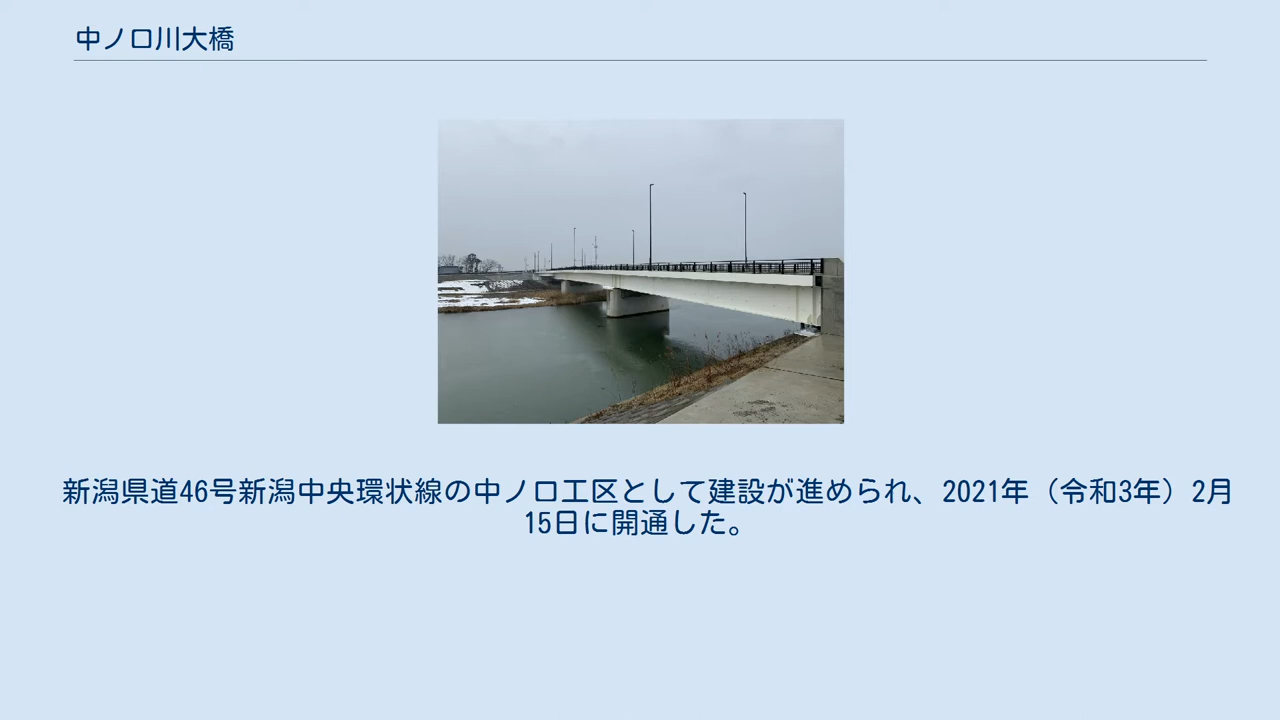 中ノ口川大橋
新潟県道46号新潟中央環状線の中ノ口工区として建設が進められ、2021年（令和3年）2月
15日に開通した。